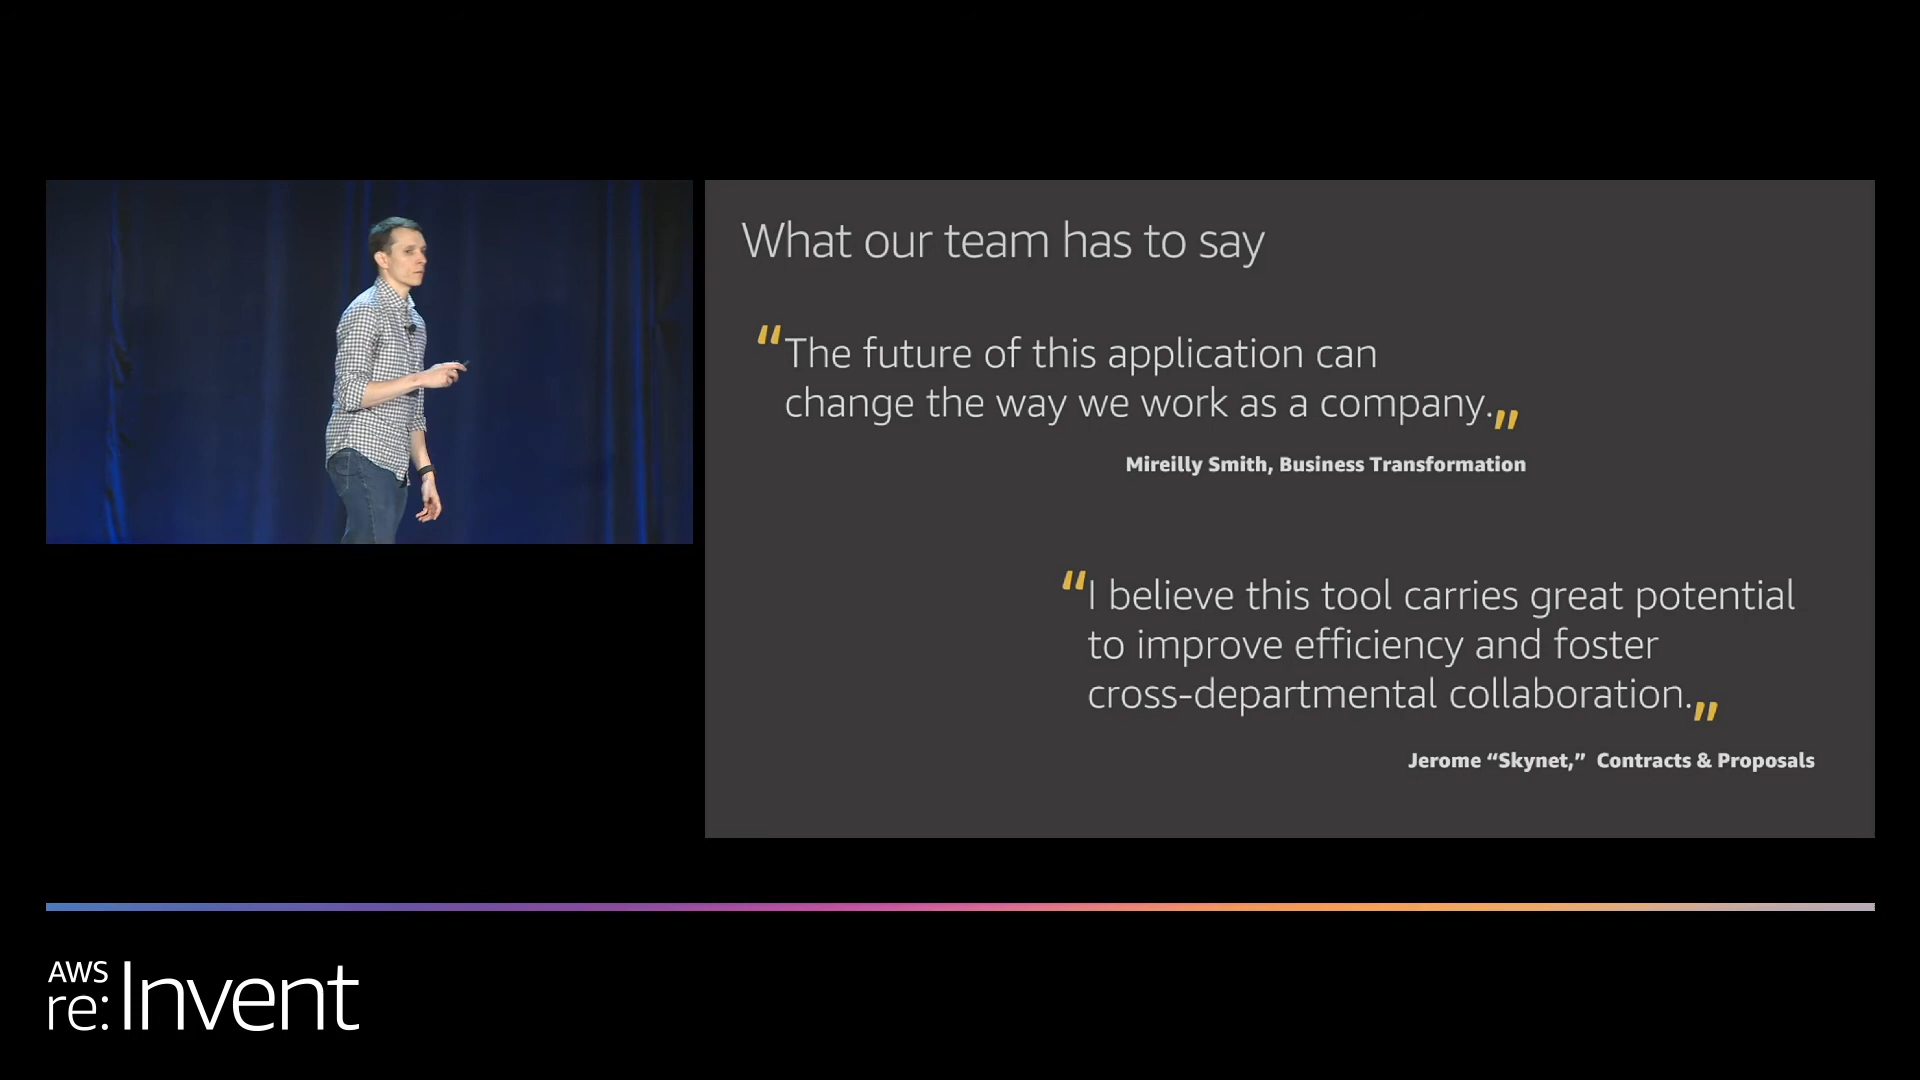 What our team has to say
“The future of this application can
change the way we work as a company.”
Mireilly Smith, Business Transformation
“I believe this tool carries great potential
to improve efficiency and foster
cross-departmental collaboration.”
Jerome “Skynet,” Contracts & Proposals
AWS
re:Invent